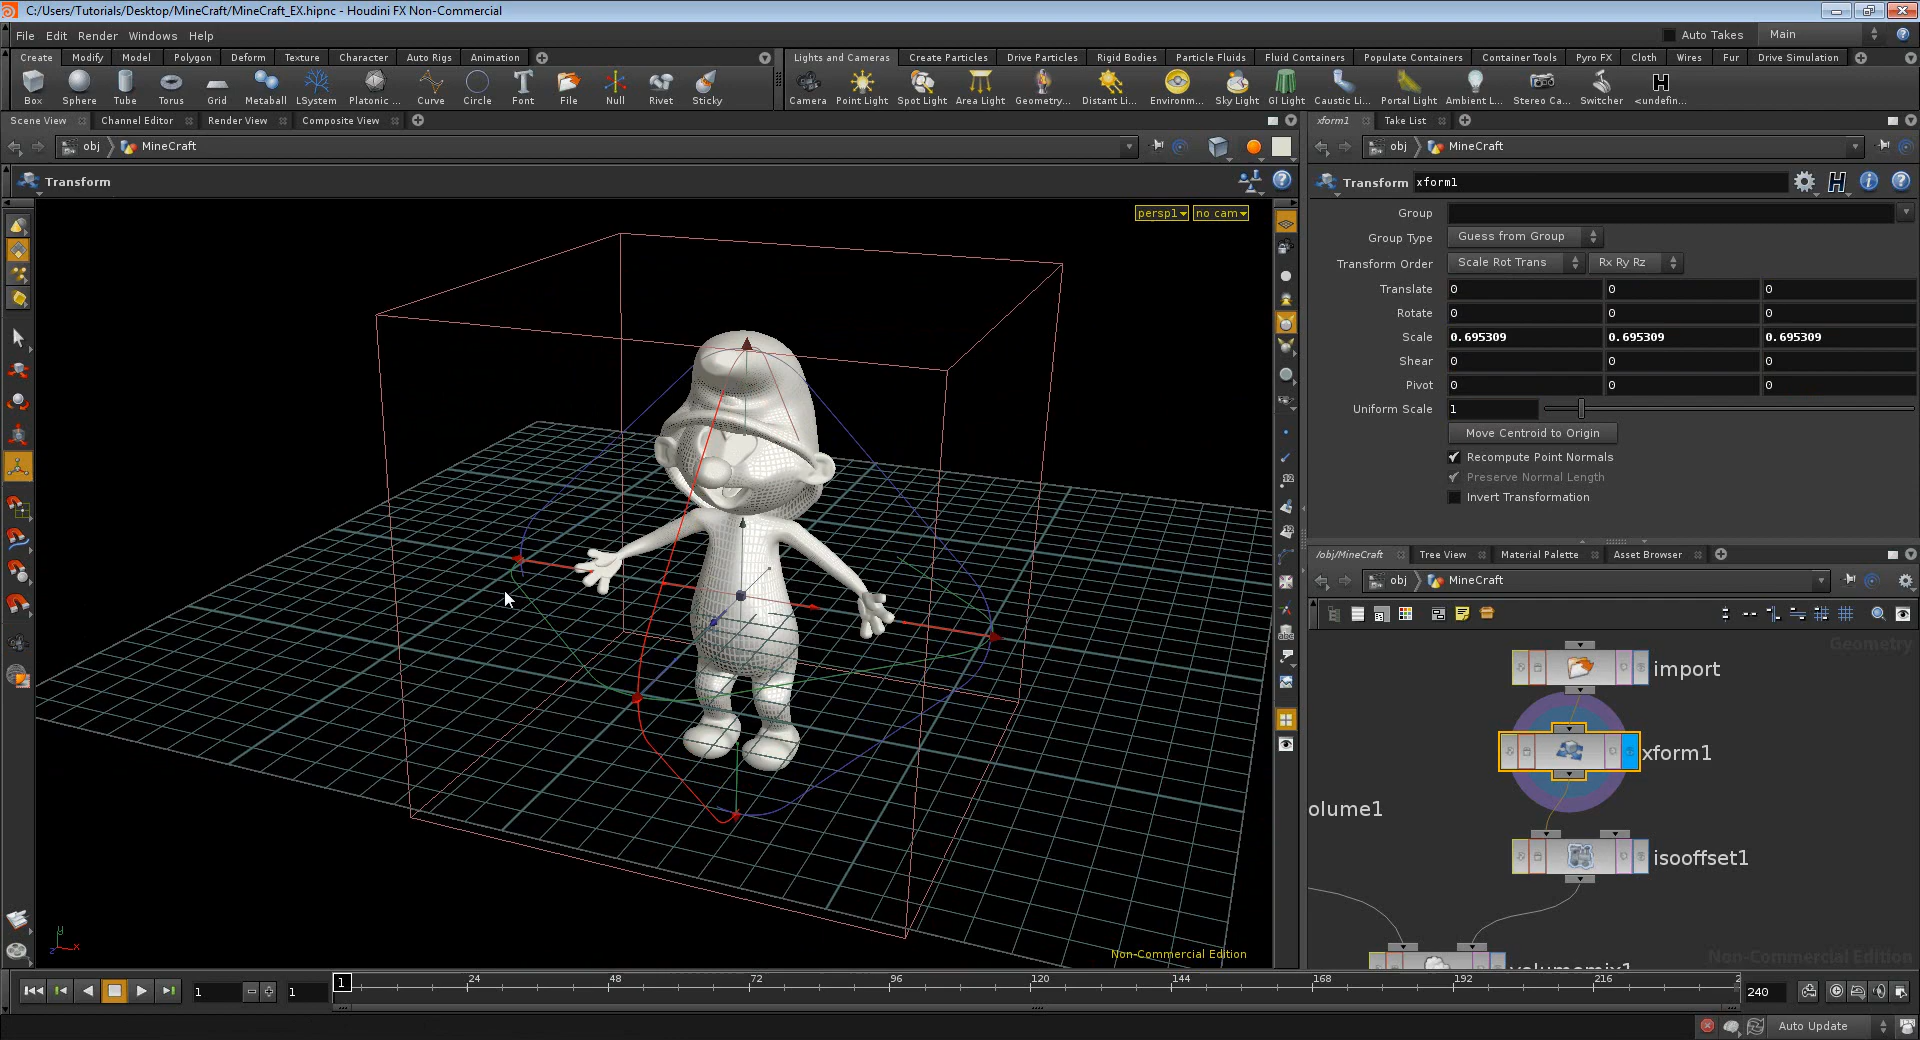 C:/Users/Tutorials/Desktop/MineCraft/MineCraft_EX.hipnc - Houdini FX Non-Commercial
File Edit Render Windows Help
Auto Takes Main
Create Modify Model Polygon Deform Texture Character Auto Rigs Animation
Lights and Cameras Create Particles Drive Particles Rigid Bodies Particle Fluids Fluid Containers Populate Containers Container Tools Pyro FX Cloth Wires Fur Drive Simulation
Box Sphere Tube Torus Grid Metaball LSystem Platonic ... Curve Circle Font File Null Rivet Sticky
Camera Point Light Spot Light Area Light Geometry... Distant Li... Environm... Sky Light GI Light Caustic Li... Portal Light Ambient L... Stereo Ca... Switcher <undefin...
Scene View Channel Editor Render View Composite View
xform1 Take List
obj MineCraft
obj MineCraft
Transform
Transform xform1
persp1 no cam
Group
Group Type Guess from Group
Transform Order Scale Rot Trans Rx Ry Rz
Translate 0 0 0
Rotate 0 0 0
Scale 0.695309 0.695309 0.695309
Shear 0 0 0
Pivot 0 0 0
Uniform Scale 1
Move Centroid to Origin
Recompute Point Normals
Preserve Normal Length
Invert Transformation
/obj/MineCraft Tree View Material Palette Asset Browser
obj MineCraft
Geometry
import
xform1
olume1
isooffset1
volumemix1
Non-Commercial Edition
Non-Commercial Edition
y
z x
1 1 1 24 48 72 96 120 144 168 192 216 2 240
Auto Update